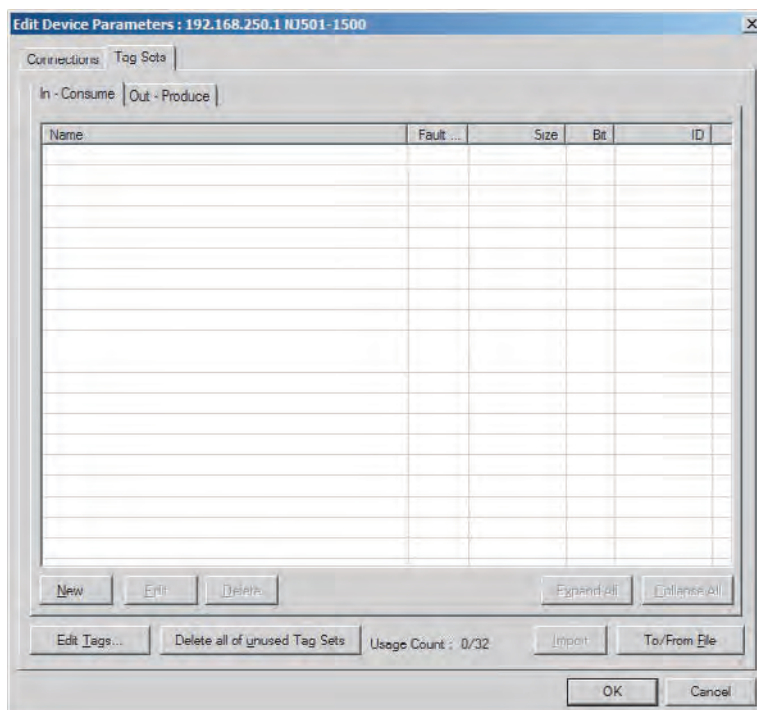 Edit Device Parameters : 192.168.250.1 NJ501-1500
Connections Tag Sets
In - Consume Out - Produce
Name Fault ... Size Bit ID
New Edit Delete Expand All Collapse All
Edit Tags... Delete all of unused Tag Sets Usage Count : 0/32 Import To/From File
OK Cancel